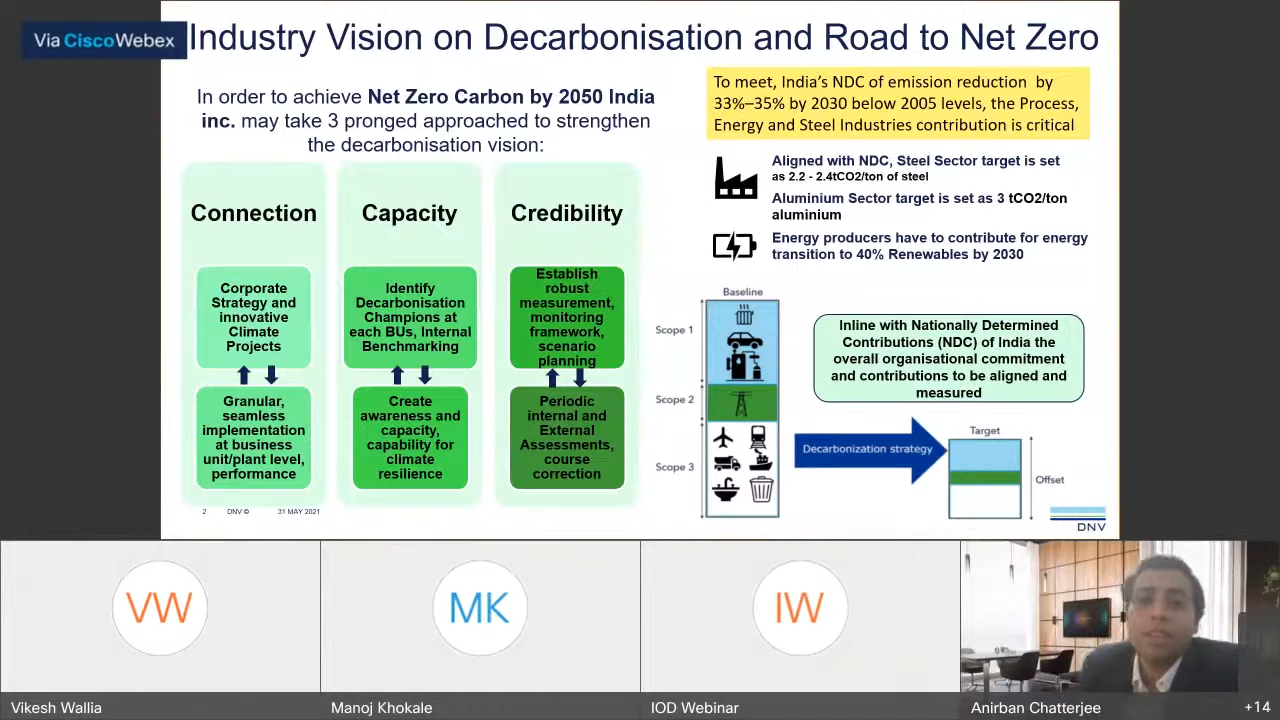 Via Cisco Webex
Industry Vision on Decarbonisation and Road to Net Zero
In order to achieve Net Zero Carbon by 2050 India
inc. may take 3 pronged approached to strengthen
the decarbonisation vision:
Connection
Corporate
Strategy and
innovative
Climate
Projects
Granular,
seamless
implementation
at business
unit/plant level,
performance
Capacity
Identify
Decarbonisation
Champions at
each BUs, Internal
Benchmarking
Create
awareness and
capacity,
capability for
climate
resilience
Credibility
Establish
robust
measurement,
monitoring
framework,
scenario
planning
Periodic
internal and
External
Assessments,
course
correction
2 DNV © 31 MAY 2021
To meet, India's NDC of emission reduction by
33%–35% by 2030 below 2005 levels, the Process,
Energy and Steel Industries contribution is critical
Aligned with NDC, Steel Sector target is set
as 2.2 - 2.4tCO2/ton of steel
Aluminium Sector target is set as 3 tCO2/ton
aluminium
Energy producers have to contribute for energy
transition to 40% Renewables by 2030
Baseline
Scope 1
Scope 2
Scope 3
Inline with Nationally Determined
Contributions (NDC) of India the
overall organisational commitment
and contributions to be aligned and
measured
Decarbonization strategy
Target
Offset
DNV
VW
MK
IW
Vikesh Wallia
Manoj Khokale
IOD Webinar
Anirban Chatterjee
+14